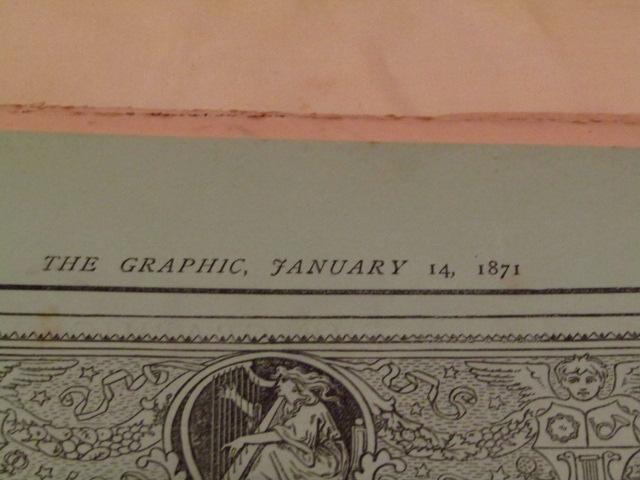 THE GRAPHIC, JANUARY 14, 1871